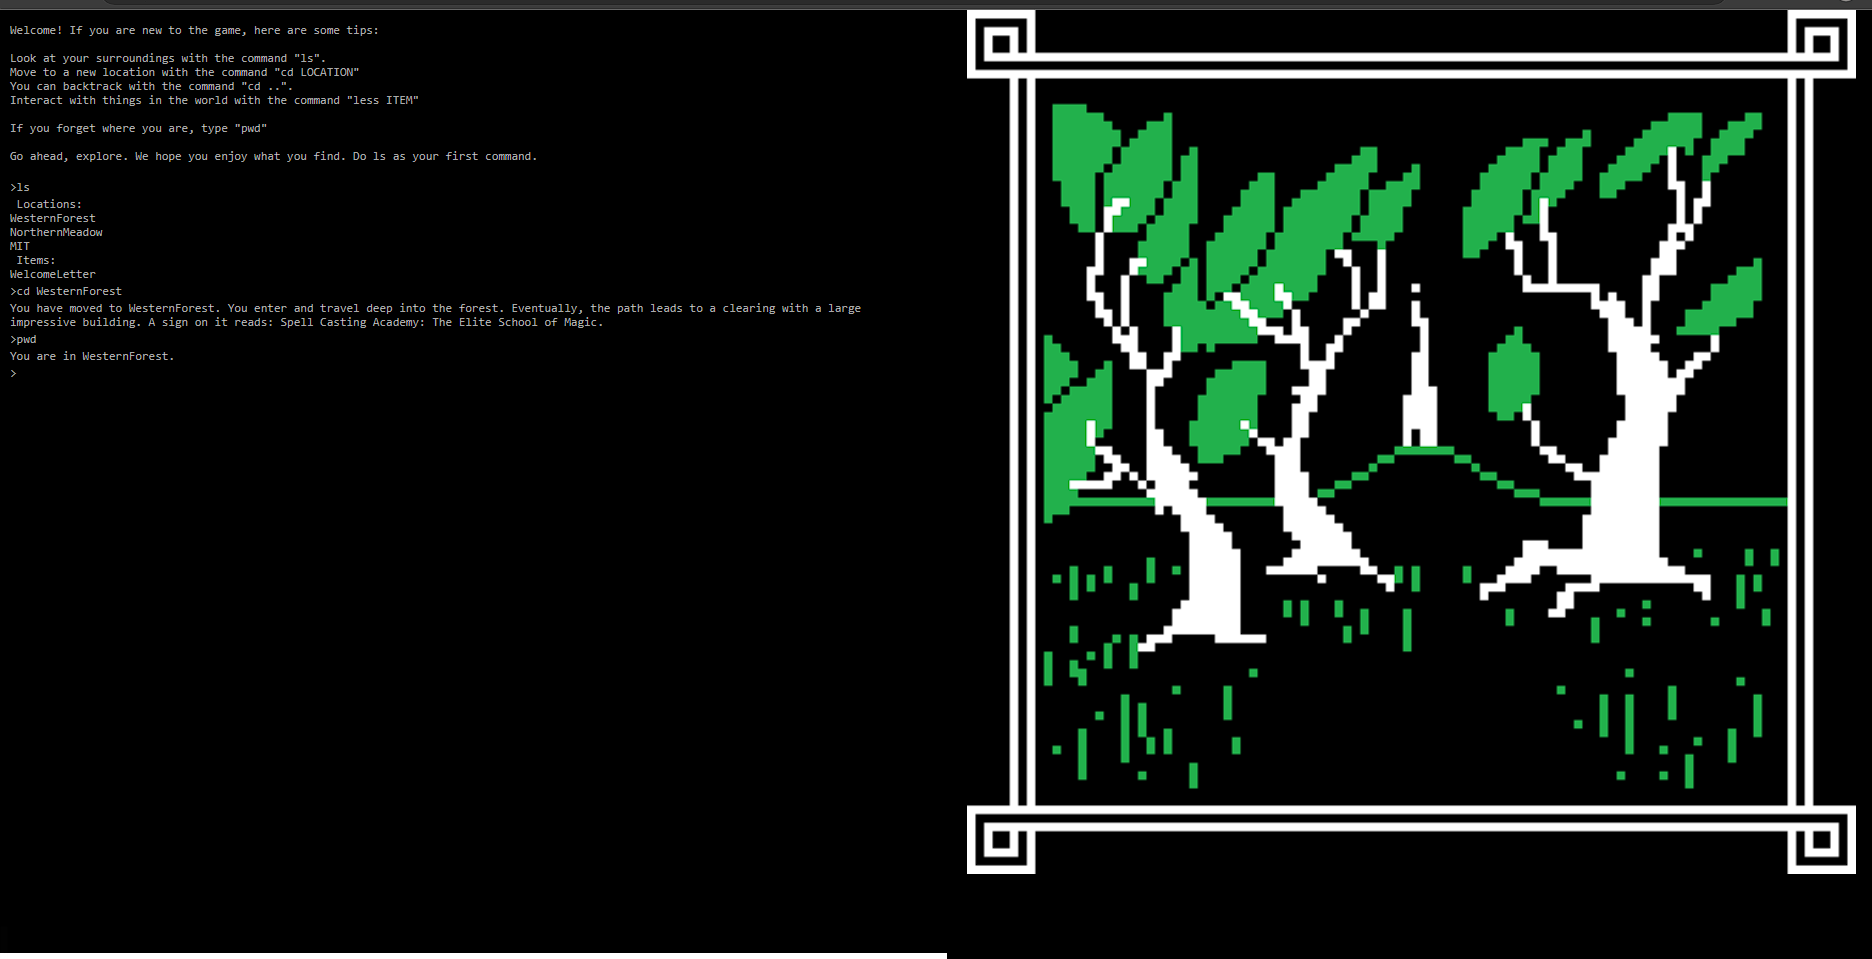 Welcome! If you are new to the game, here are some tips:
Look at your surroundings with the command "ls".
Move to a new location with the command "cd LOCATION"
You can backtrack with the command "cd ..".
Interact with things in the world with the command "less ITEM"
If you forget where you are, type "pwd"
Go ahead, explore. We hope you enjoy what you find. Do ls as your first command.
>ls
Locations:
WesternForest
NorthernMeadow
MIT
Items:
WelcomeLetter
>cd WesternForest
You have moved to WesternForest. You enter and travel deep into the forest. Eventually, the path leads to a clearing with a large
impressive building. A sign on it reads: Spell Casting Academy: The Elite School of Magic.
>pwd
You are in WesternForest.
>